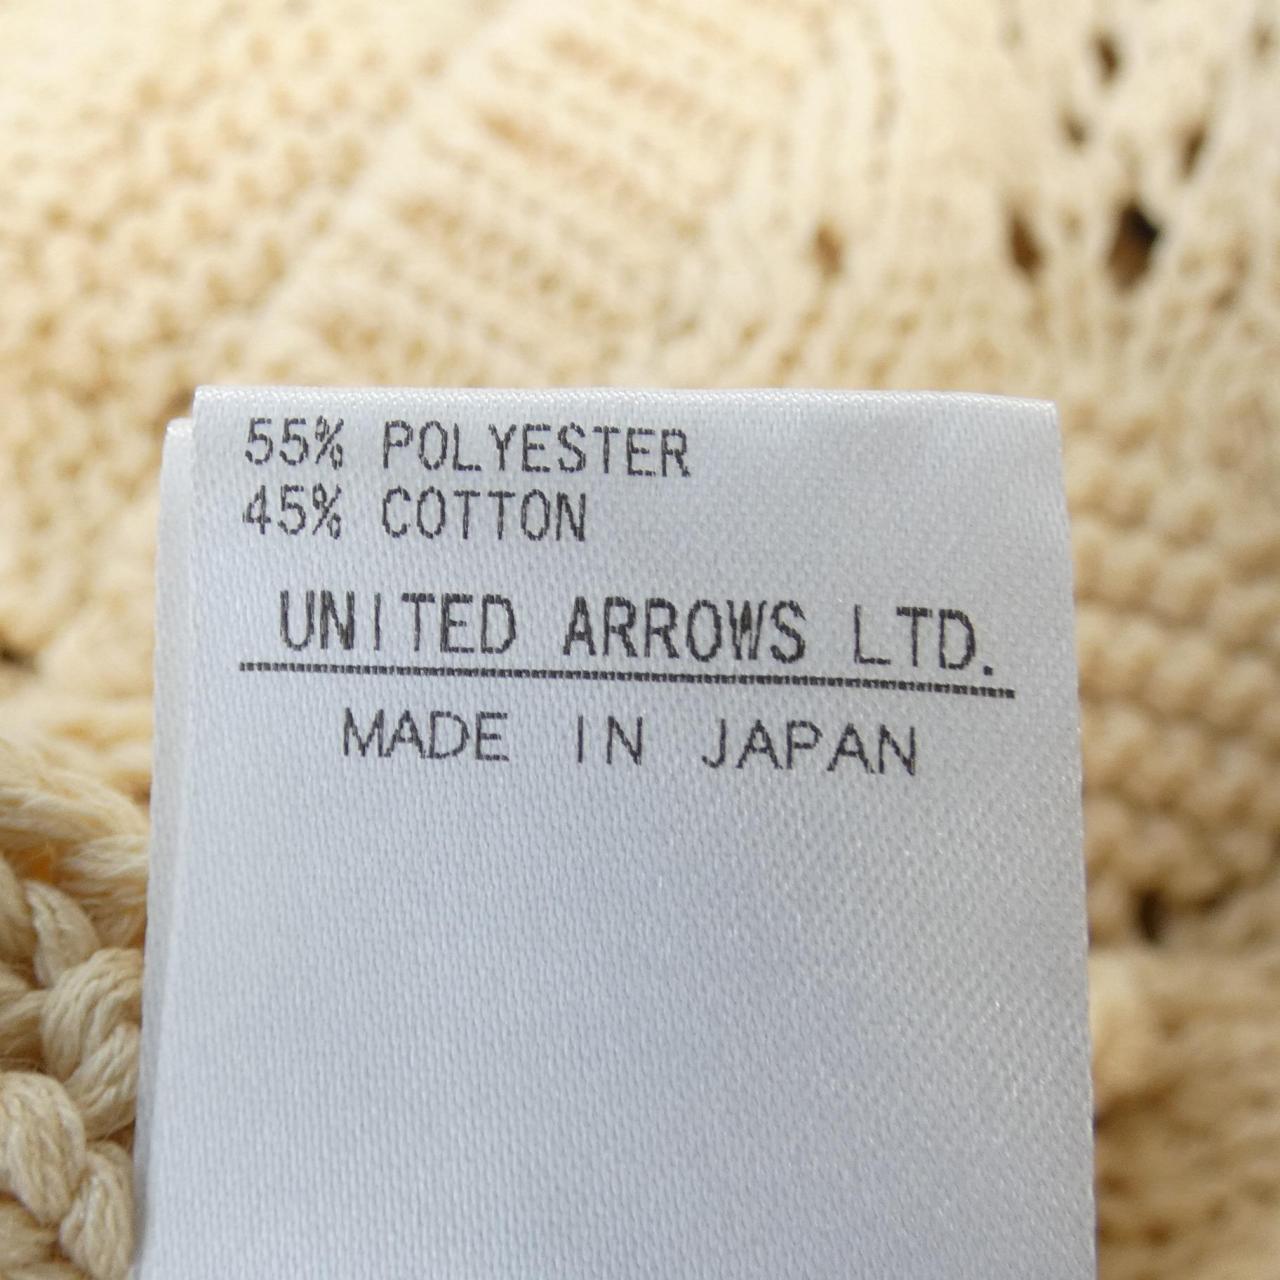 55% POLYESTER
45% COTTON
UNITED ARROWS LTD.
MADE IN JAPAN